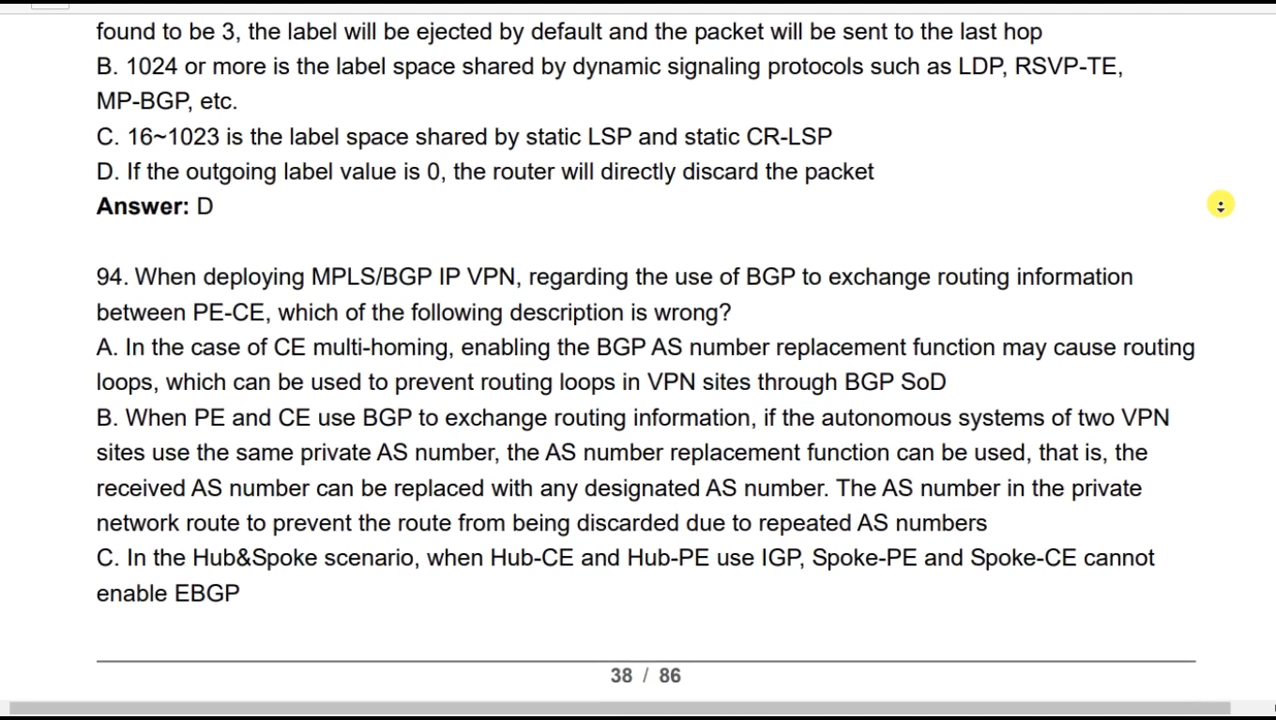 found to be 3, the label will be ejected by default and the packet will be sent to the last hop
B. 1024 or more is the label space shared by dynamic signaling protocols such as LDP, RSVP-TE,
MP-BGP, etc.
C. 16~1023 is the label space shared by static LSP and static CR-LSP
D. If the outgoing label value is 0, the router will directly discard the packet
Answer: D
94. When deploying MPLS/BGP IP VPN, regarding the use of BGP to exchange routing information
between PE-CE, which of the following description is wrong?
A. In the case of CE multi-homing, enabling the BGP AS number replacement function may cause routing
loops, which can be used to prevent routing loops in VPN sites through BGP SoD
B. When PE and CE use BGP to exchange routing information, if the autonomous systems of two VPN
sites use the same private AS number, the AS number replacement function can be used, that is, the
received AS number can be replaced with any designated AS number. The AS number in the private
network route to prevent the route from being discarded due to repeated AS numbers
C. In the Hub&Spoke scenario, when Hub-CE and Hub-PE use IGP, Spoke-PE and Spoke-CE cannot
enable EBGP
38 / 86